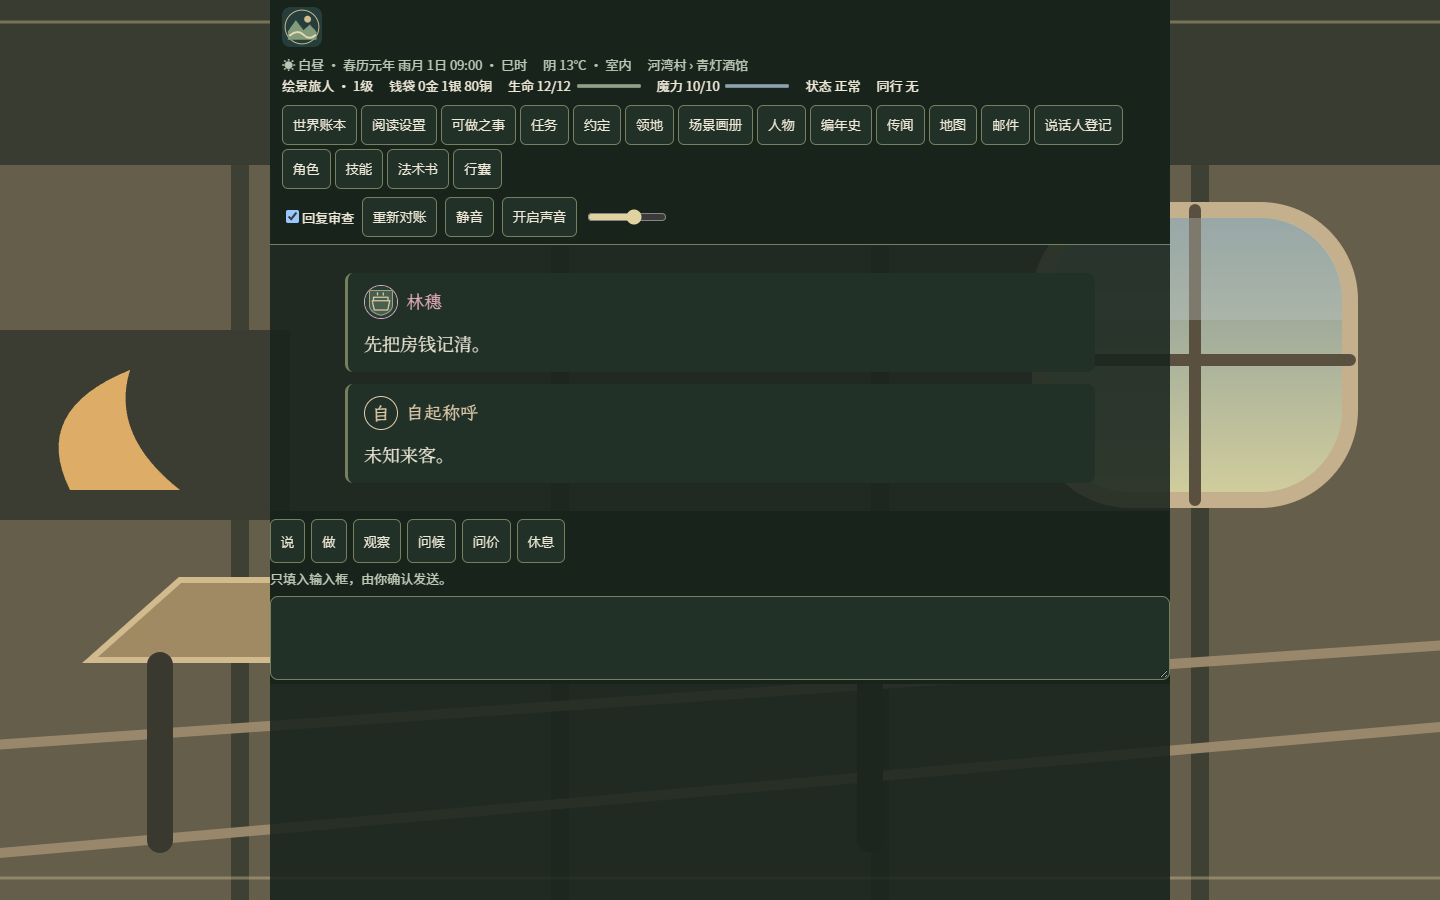 ☀ 白昼 · 春历元年 雨月 1日 09:00 · 巳时 阴 13°C · 室内 河湾村 › 青灯酒馆
绘景旅人 · 1级 钱袋 0金 1银 80铜 生命 12/12 魔力 10/10 状态 正常 同行 无
世界账本 阅读设置 可做之事 任务 约定 领地 场景画册 人物 编年史 传闻 地图 邮件 说话人登记
角色 技能 法术书 行囊
回复审查 重新对账 静音 开启声音
林穗
先把房钱记清。
自 自起称呼
未知来客。
说 做 观察 问候 问价 休息
只填入输入框，由你确认发送。